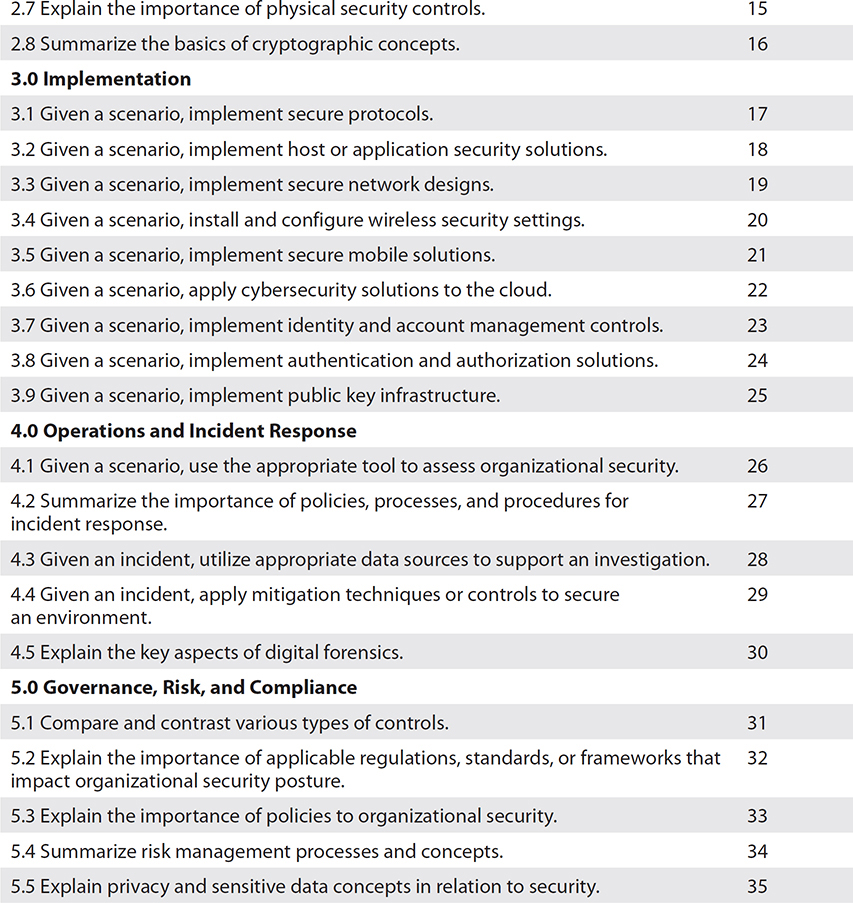 2.7 Explain the importance of physical security controls. 15
2.8 Summarize the basics of cryptographic concepts. 16
3.0 Implementation
3.1 Given a scenario, implement secure protocols. 17
3.2 Given a scenario, implement host or application security solutions. 18
3.3 Given a scenario, implement secure network designs. 19
3.4 Given a scenario, install and configure wireless security settings. 20
3.5 Given a scenario, implement secure mobile solutions. 21
3.6 Given a scenario, apply cybersecurity solutions to the cloud. 22
3.7 Given a scenario, implement identity and account management controls. 23
3.8 Given a scenario, implement authentication and authorization solutions. 24
3.9 Given a scenario, implement public key infrastructure. 25
4.0 Operations and Incident Response
4.1 Given a scenario, use the appropriate tool to assess organizational security. 26
4.2 Summarize the importance of policies, processes, and procedures for 27
incident response.
4.3 Given an incident, utilize appropriate data sources to support an investigation. 28
4.4 Given an incident, apply mitigation techniques or controls to secure 29
an environment.
4.5 Explain the key aspects of digital forensics. 30
5.0 Governance, Risk, and Compliance
5.1 Compare and contrast various types of controls. 31
5.2 Explain the importance of applicable regulations, standards, or frameworks that 32
impact organizational security posture.
5.3 Explain the importance of policies to organizational security. 33
5.4 Summarize risk management processes and concepts. 34
5.5 Explain privacy and sensitive data concepts in relation to security. 35